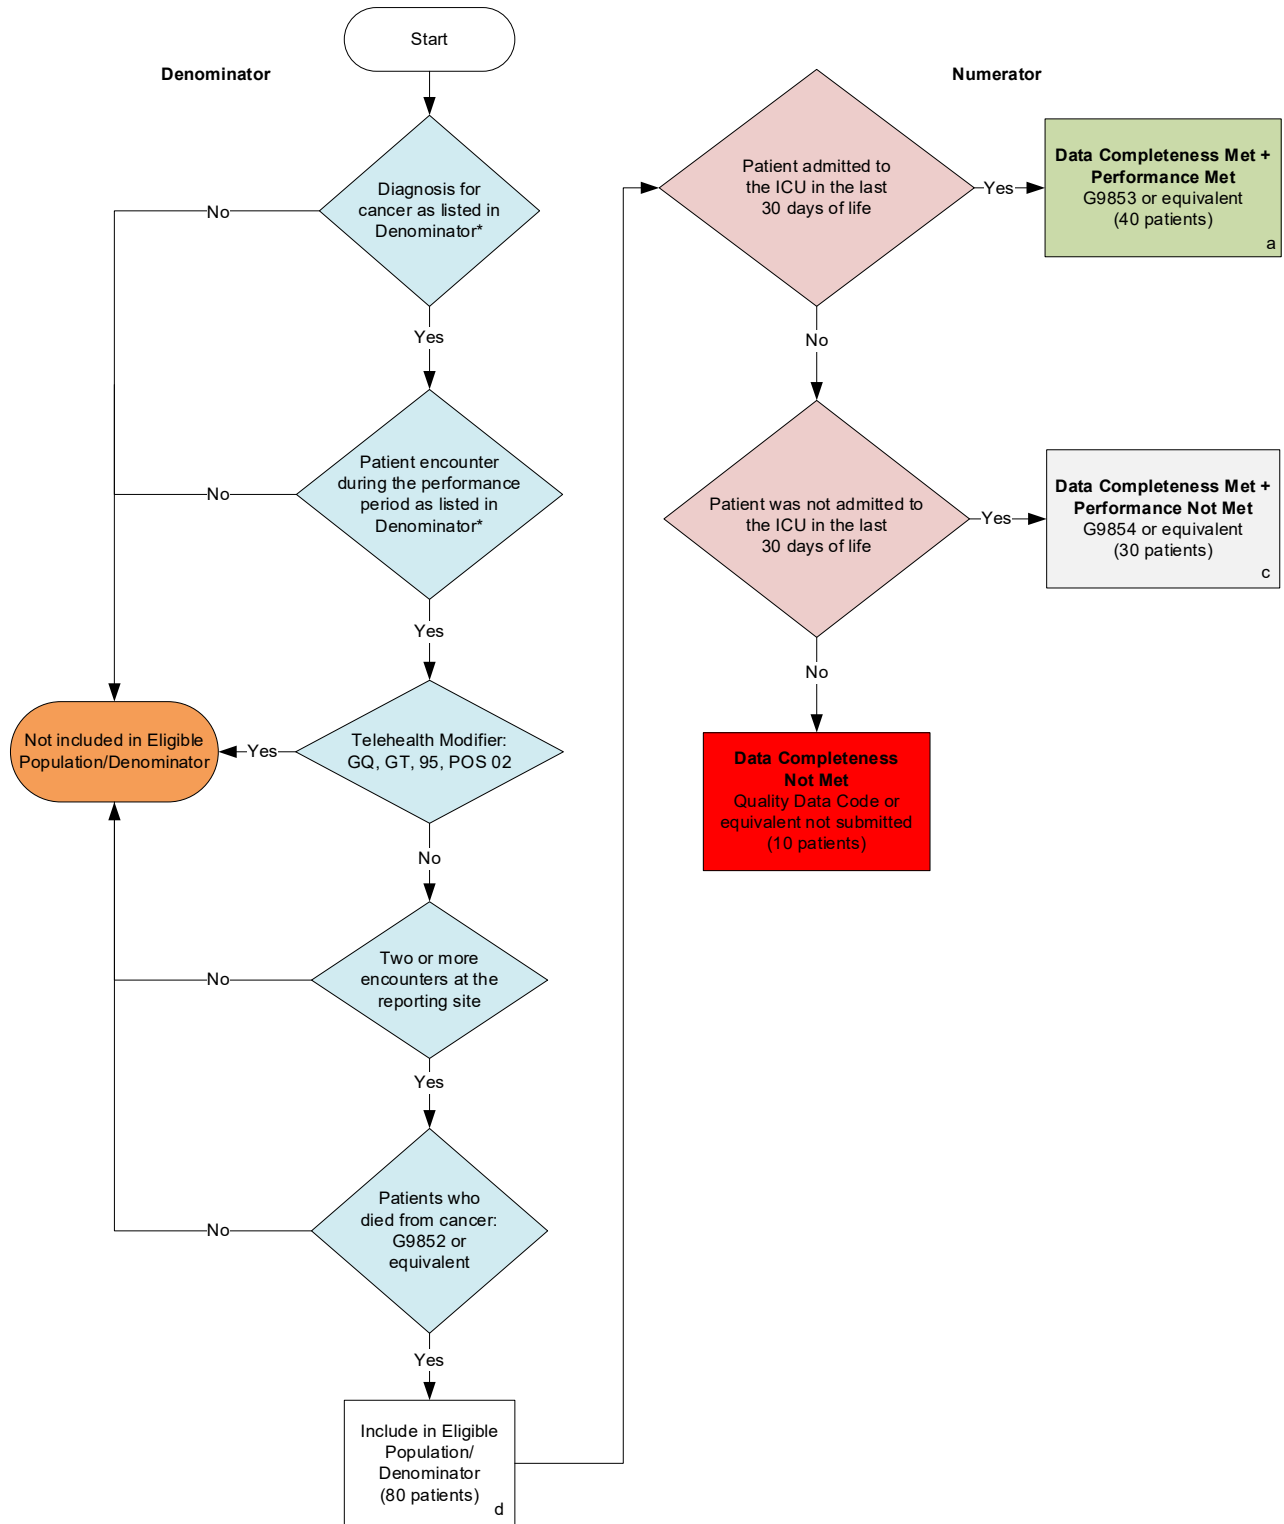 Start
Denominator
Numerator
Diagnosis for
cancer as listed in
Denominator*
No
Yes
Patient encounter
during the performance
period as listed in
Denominator*
No
Yes
Telehealth Modifier:
GQ, GT, 95, POS 02
Yes
Not included in Eligible
Population/Denominator
No
Two or more
encounters at the
reporting site
No
Yes
Patients who
died from cancer:
G9852 or
equivalent
No
Yes
Include in Eligible
Population/
Denominator
(80 patients)
d
Patient admitted to
the ICU in the last
30 days of life
Yes
Data Completeness Met +
Performance Met
G9853 or equivalent
(40 patients)
a
No
Patient was not admitted to
the ICU in the last
30 days of life
Yes
Data Completeness Met +
Performance Not Met
G9854 or equivalent
(30 patients)
c
No
Data Completeness
Not Met
Quality Data Code or
equivalent not submitted
(10 patients)